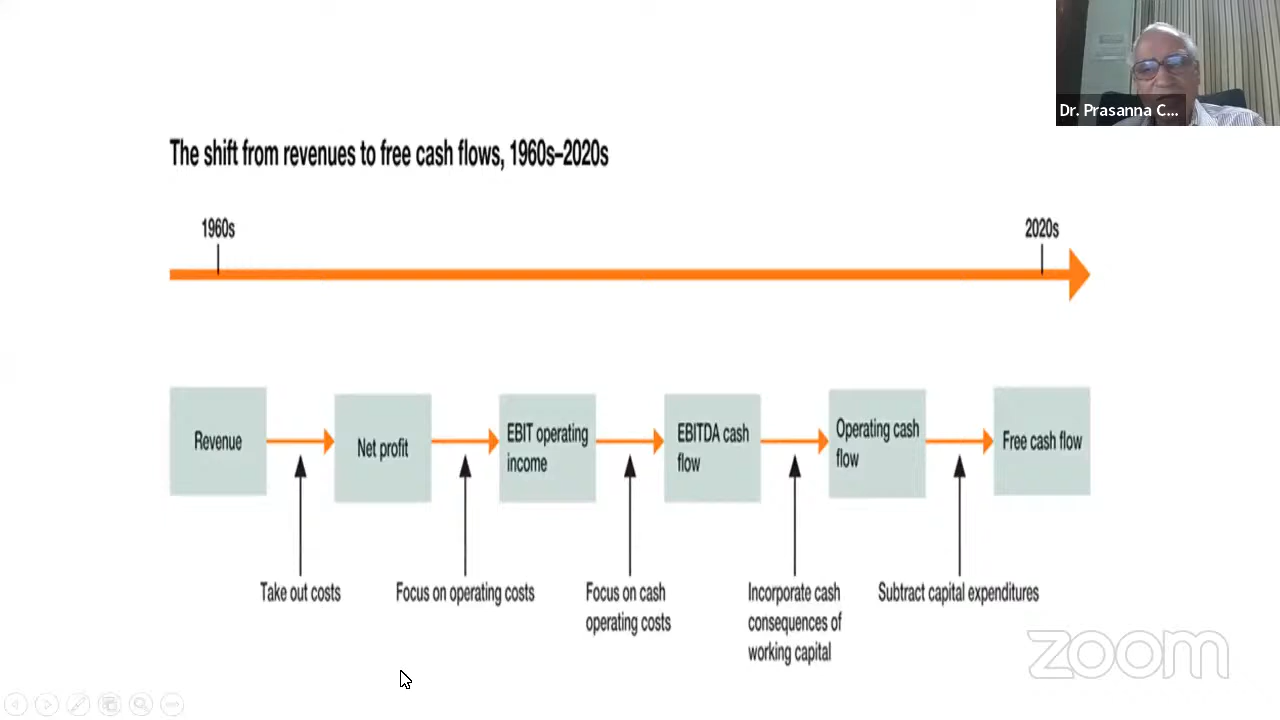 Dr. Prasanna C...
The shift from revenues to free cash flows, 1960s–2020s
1960s
2020s
Revenue
Net profit
EBIT operating
income
EBITDA cash
flow
Operating cash
flow
Free cash flow
Take out costs
Focus on operating costs
Focus on cash
operating costs
Incorporate cash
consequences of
working capital
Subtract capital expenditures
zoom